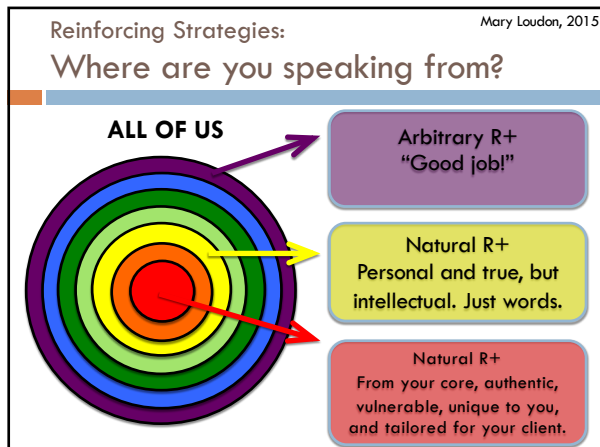 Mary Loudon, 2015
Reinforcing Strategies:
Where are you speaking from?
ALL OF US
Arbitrary R+
“Good job!”
Natural R+
Personal and true, but
intellectual. Just words.
Natural R+
From your core, authentic,
vulnerable, unique to you,
and tailored for your client.